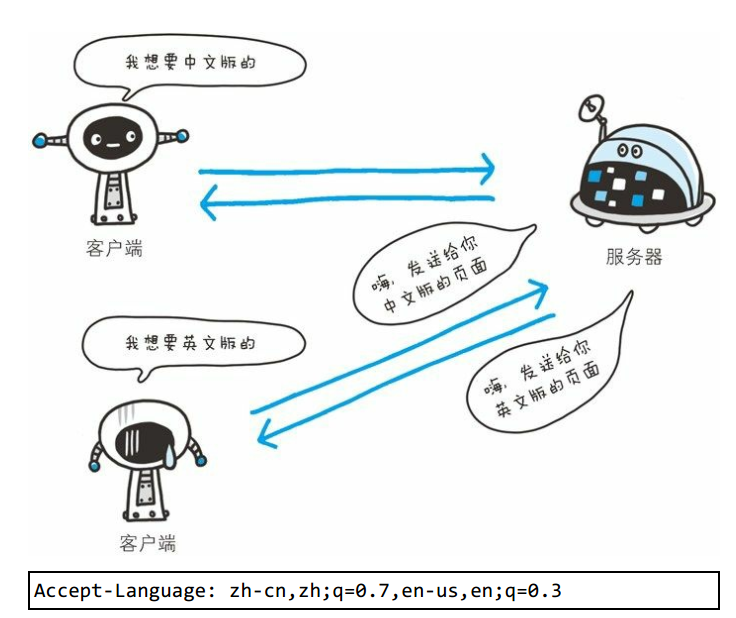 我想要中文版的
客户端
服务器
嗨，发送给你
中文版的页面
我想要英文版的
嗨，发送给你
英文版的页面
客户端
Accept-Language: zh-cn,zh;q=0.7,en-us,en;q=0.3